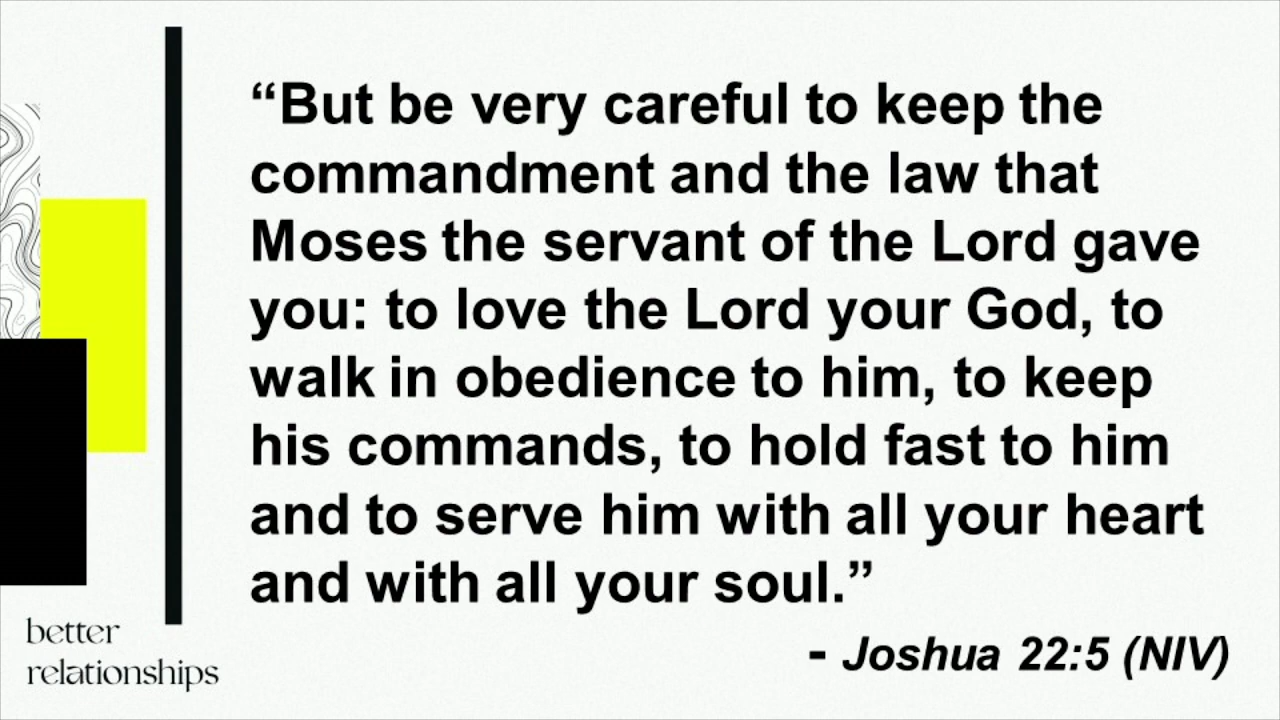 “But be very careful to keep the
commandment and the law that
Moses the servant of the Lord gave
you: to love the Lord your God, to
walk in obedience to him, to keep
his commands, to hold fast to him
and to serve him with all your heart
and with all your soul.”
- Joshua 22:5 (NIV)
better
relationships